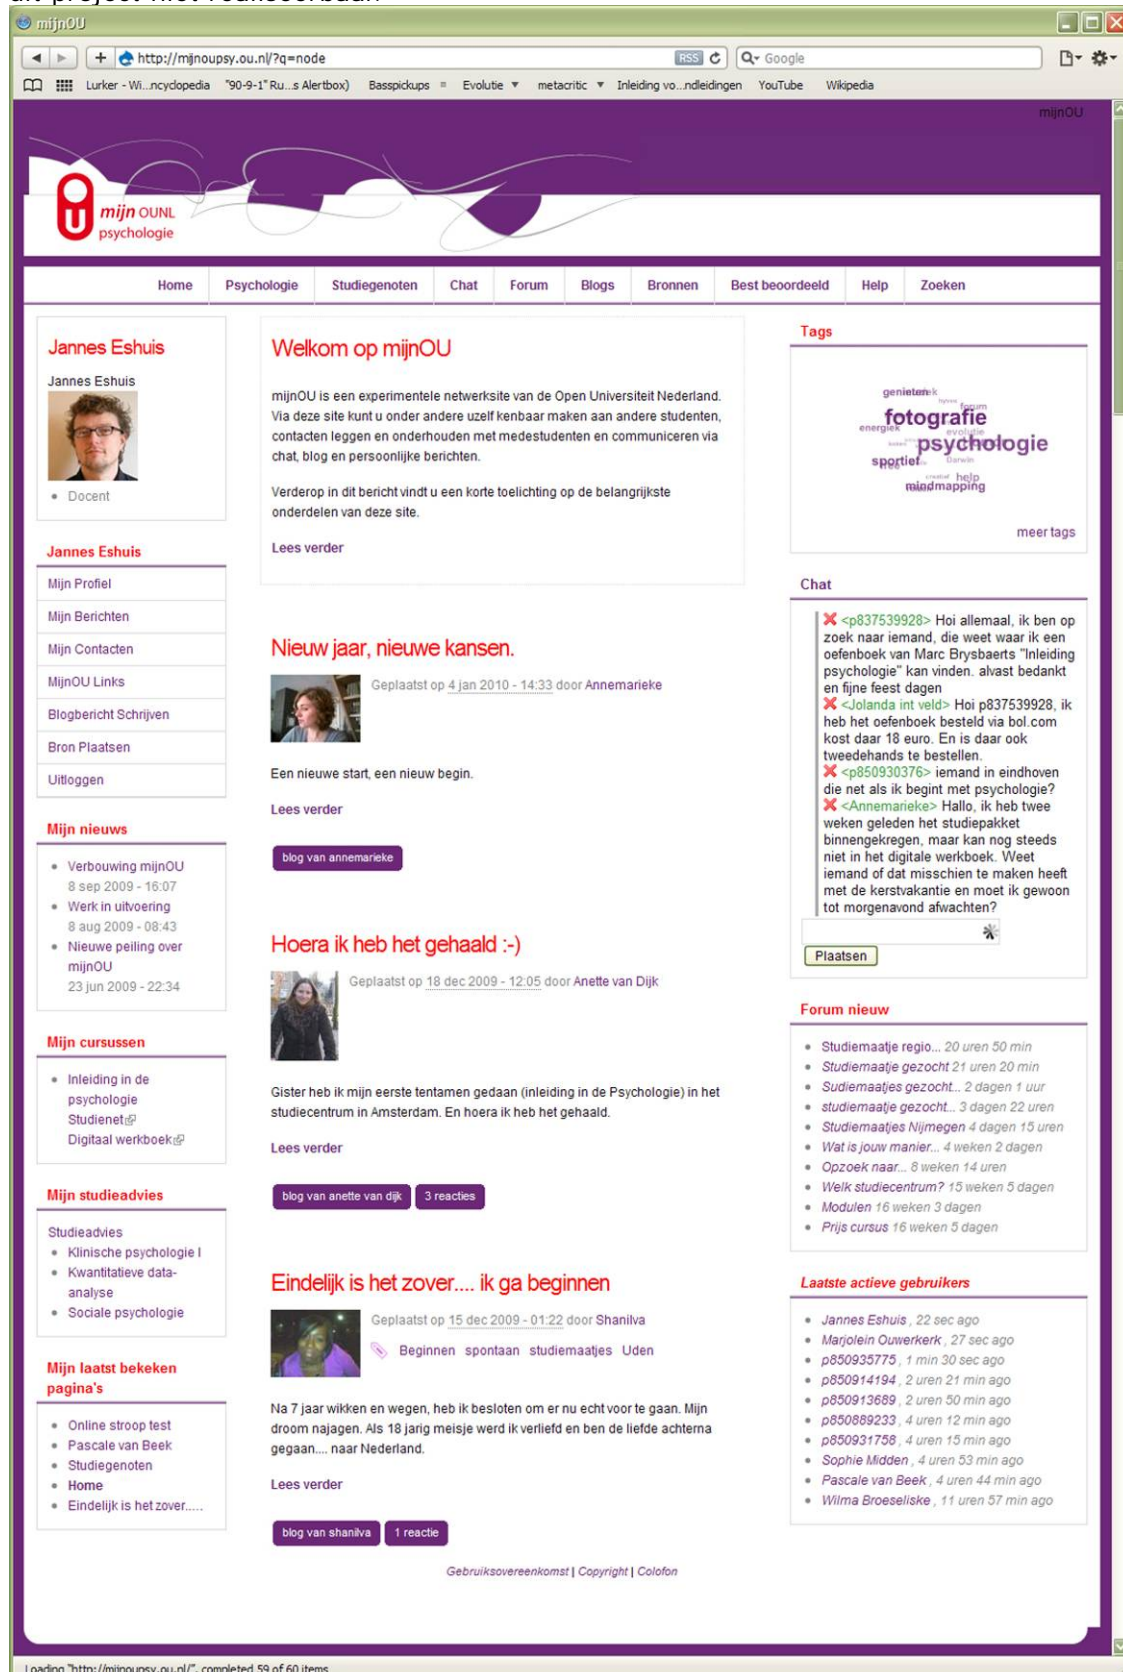 mijnOU
http://mijnoupsy.ou.nl/?q=node
RSS
Google
Lurker - Wi...ncyclopedia "90-9-1" Ru...s Alertbox) Basspickups Evolutie metacritic Inleiding vo...ndleidingen YouTube Wikipedia
mijnOU
mijn OUNL
psychologie
Home Psychologie Studiegenoten Chat Forum Blogs Bronnen Best beoordeeld Help Zoeken
Jannes Eshuis
Jannes Eshuis
Docent
Jannes Eshuis
Mijn Profiel
Mijn Berichten
Mijn Contacten
MijnOU Links
Blogbericht Schrijven
Bron Plaatsen
Uitloggen
Mijn nieuws
Verbouwing mijnOU
8 sep 2009 - 16:07
Werk in uitvoering
8 aug 2009 - 08:43
Nieuwe peiling over
mijnOU
23 jun 2009 - 22:34
Mijn cursussen
Inleiding in de
psychologie
Studienet
Digitaal werkboek
Mijn studieadvies
Studieadvies
Klinische psychologie I
Kwantitatieve data-
analyse
Sociale psychologie
Mijn laatst bekeken
pagina's
Online stroop test
Pascale van Beek
Studiegenoten
Home
Eindelijk is het zover.....
Welkom op mijnOU
mijnOU is een experimentele netwerksite van de Open Universiteit Nederland.
Via deze site kunt u onder andere uzelf kenbaar maken aan andere studenten,
contacten leggen en onderhouden met medestudenten en communiceren via
chat, blog en persoonlijke berichten.
Verderop in dit bericht vindt u een korte toelichting op de belangrijkste
onderdelen van deze site.
Lees verder
Nieuw jaar, nieuwe kansen.
Geplaatst op 4 jan 2010 - 14:33 door Annemarieke
Een nieuwe start, een nieuw begin.
Lees verder
blog van annemarieke
Hoera ik heb het gehaald :-)
Geplaatst op 18 dec 2009 - 12:05 door Anette van Dijk
Gister heb ik mijn eerste tentamen gedaan (inleiding in de Psychologie) in het
studiecentrum in Amsterdam. En hoera ik heb het gehaald.
Lees verder
blog van anette van dijk 3 reacties
Eindelijk is het zover.... ik ga beginnen
Geplaatst op 15 dec 2009 - 01:22 door Shanilva
Beginnen spontaan studiemaatjes Uden
Na 7 jaar wikken en wegen, heb ik besloten om er nu echt voor te gaan. Mijn
droom najagen. Als 18 jarig meisje werd ik verliefd en ben de liefde achterna
gegaan.... naar Nederland.
Lees verder
blog van shanilva 1 reactie
Tags
genieten
hyves forum
fotografie
energiek evolutie
psychologie
sportief Darwin
creatief help
mindmapping
meer tags
Chat
<p837539928> Hoi allemaal, ik ben op
zoek naar iemand, die weet waar ik een
oefenboek van Marc Brysbaerts "Inleiding
psychologie" kan vinden. alvast bedankt
en fijne feest dagen
<Jolanda int veld> Hoi p837539928, ik
heb het oefenboek besteld via bol.com
kost daar 18 euro. En is daar ook
tweedehands te bestellen.
<p850930376> iemand in eindhoven
die net als ik begint met psychologie?
<Annemarieke> Hallo, ik heb twee
weken geleden het studiepakket
binnengekregen, maar kan nog steeds
niet in het digitale werkboek. Weet
iemand of dat misschien te maken heeft
met de kerstvakantie en moet ik gewoon
tot morgenavond afwachten?
Plaatsen
Forum nieuw
Studiemaatje regio... 20 uren 50 min
Studiemaatje gezocht 21 uren 20 min
Sudiemaatjes gezocht... 2 dagen 1 uur
studiemaatje gezocht... 3 dagen 22 uren
Studiemaatjes Nijmegen 4 dagen 15 uren
Wat is jouw manier... 4 weken 2 dagen
Opzoek naar... 8 weken 14 uren
Welk studiecentrum? 15 weken 5 dagen
Modulen 16 weken 3 dagen
Prijs cursus 16 weken 5 dagen
Laatste actieve gebruikers
Jannes Eshuis , 22 sec ago
Marjolein Ouwerkerk , 27 sec ago
p850935775 , 1 min 30 sec ago
p850914194 , 2 uren 21 min ago
p850913689 , 2 uren 50 min ago
p850889233 , 4 uren 12 min ago
p850931758 , 4 uren 15 min ago
Sophie Midden , 4 uren 53 min ago
Pascale van Beek , 4 uren 44 min ago
Wilma Broeseliske , 11 uren 57 min ago
Gebruiksovereenkomst | Copyright | Colofon
Loading "http://mijnoupsy.ou.nl/", completed 59 of 60 items